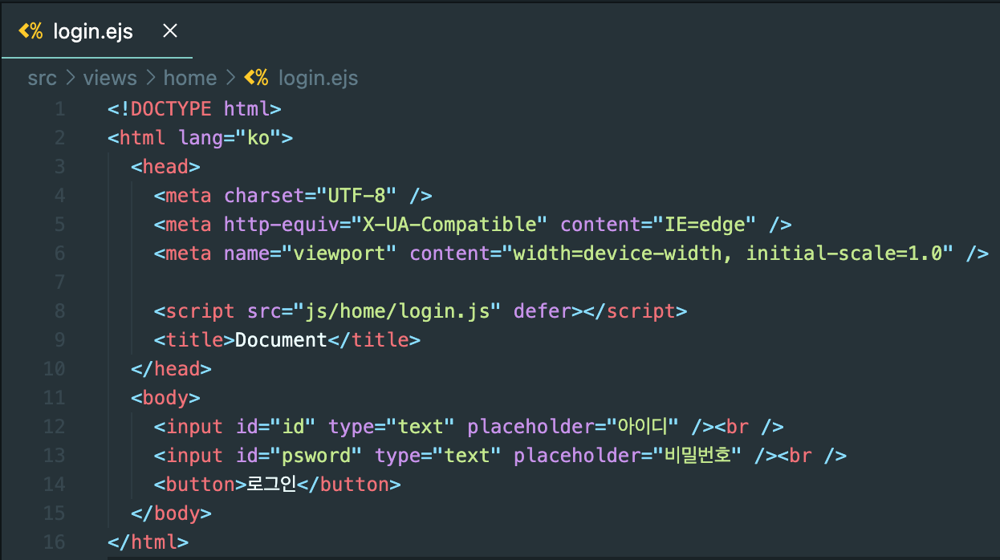 login.ejs ×
src > views > home > login.ejs
1 <!DOCTYPE html>
2 <html lang="ko">
3 <head>
4 <meta charset="UTF-8" />
5 <meta http-equiv="X-UA-Compatible" content="IE=edge" />
6 <meta name="viewport" content="width=device-width, initial-scale=1.0" />
7
8 <script src="js/home/login.js" defer></script>
9 <title>Document</title>
10 </head>
11 <body>
12 <input id="id" type="text" placeholder="아이디" /><br />
13 <input id="psword" type="text" placeholder="비밀번호" /><br />
14 <button>로그인</button>
15 </body>
16 </html>